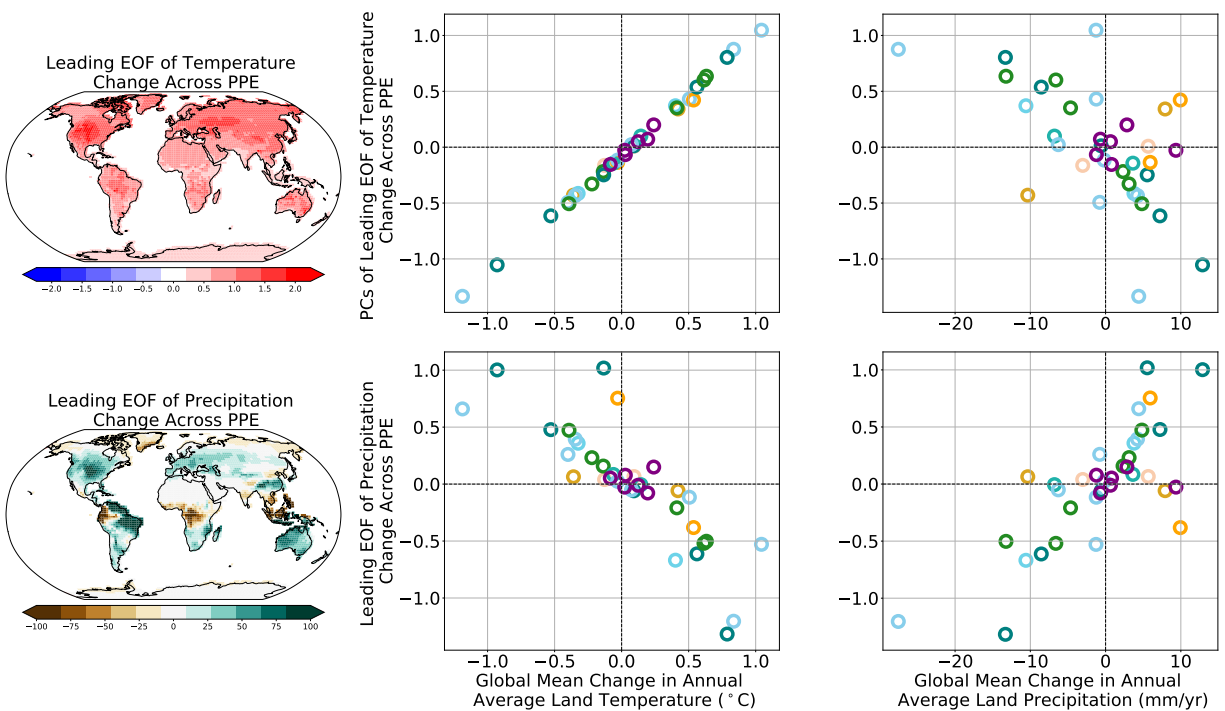 Leading EOF of Temperature
Change Across PPE
−2.0 −1.5 −1.0 −0.5 0.0 0.5 1.0 1.5 2.0
PCs of Leading EOF of Temperature
Change Across PPE
1.0
0.5
0.0
−0.5
−1.0
−1.0 −0.5 0.0 0.5 1.0
1.0
0.5
0.0
−0.5
−1.0
−20 −10 0 10
Leading EOF of Precipitation
Change Across PPE
−100 −75 −50 −25 0 25 50 75 100
Leading EOF of Precipitation
Change Across PPE
1.0
0.5
0.0
−0.5
−1.0
−1.0 −0.5 0.0 0.5 1.0
Global Mean Change in Annual
Average Land Temperature (°C)
1.0
0.5
0.0
−0.5
−1.0
−20 −10 0 10
Global Mean Change in Annual
Average Land Precipitation (mm/yr)